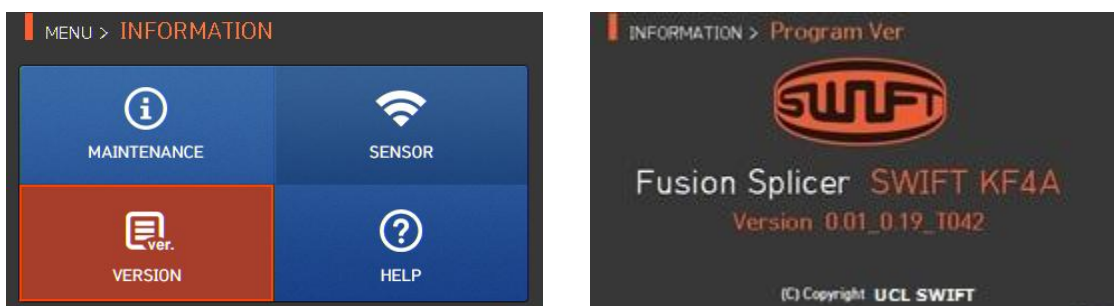 MENU > INFORMATION
MAINTENANCE
SENSOR
ver.
VERSION
HELP
INFORMATION > Program Ver
SWIFT
Fusion Splicer SWIFT KF4A
Version 0.01_0.19_T042
(C) Copyright UCL SWIFT